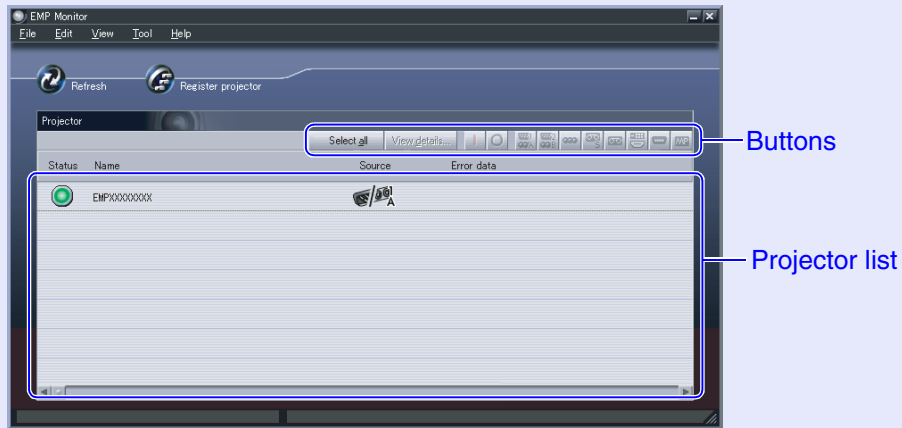 EMP Monitor
File Edit View Tool Help
Refresh Register projector
Projector
Select all View details...
Status Name Source Error data
EMPXXXXXXX
Buttons
Projector list